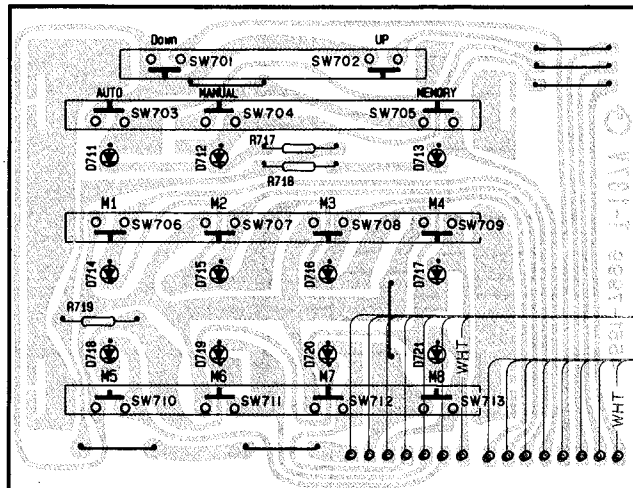 Down UP
SW701 SW702
AUTO MANUAL MEMORY
SW703 SW704 SW705
R717
D711 D712 D713
R718
M1 M2 M3 M4
SW706 SW707 SW708 SW709
D714 D715 D716 D717
R719
D718 D719 D720 D721
WHT
M5 M6 M7 M8
SW710 SW711 SW712 SW713
WHT